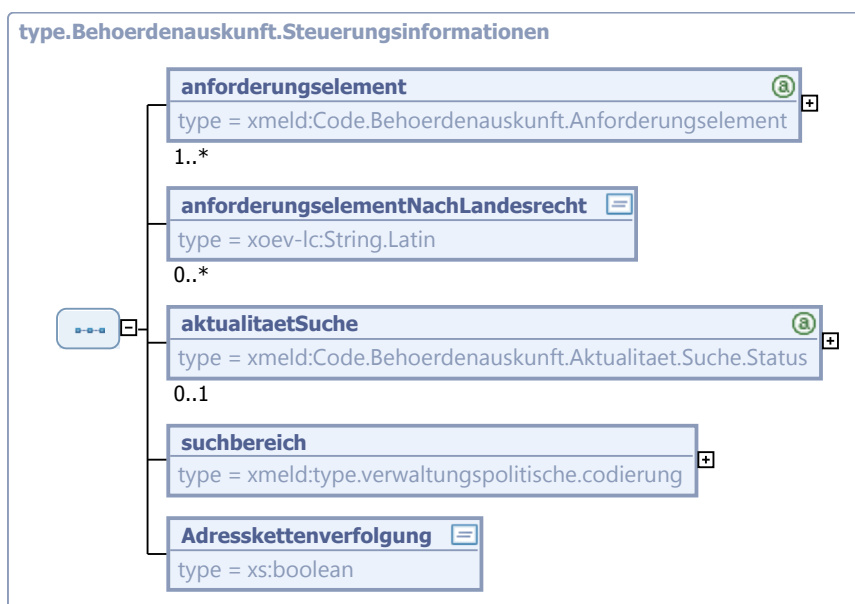 type.Behoerdenauskunft.Steuerungsinformationen
anforderungselement
type = xmeld:Code.Behoerdenauskunft.Anforderungselement
1..*
anforderungselementNachLandesrecht
type = xoev-lc:String.Latin
0..*
aktualitaetSuche
type = xmeld:Code.Behoerdenauskunft.Aktualitaet.Suche.Status
0..1
suchbereich
type = xmeld:type.verwaltungspolitische.codierung
Adresskettenverfolgung
type = xs:boolean